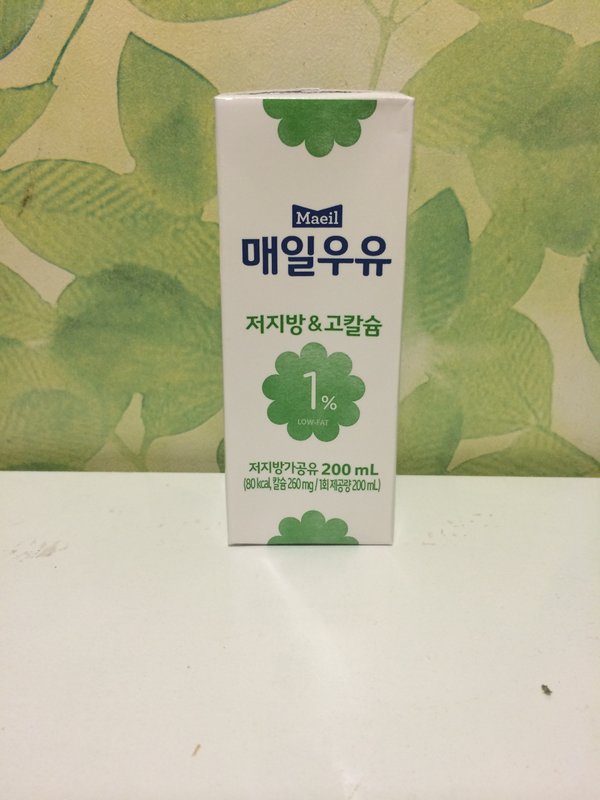 Maeil
매일우유
저지방&고칼슘
1%
LOW-FAT
저지방가공유 200 mL
(80 kcal, 칼슘 260 mg / 1회 제공량 200 mL)